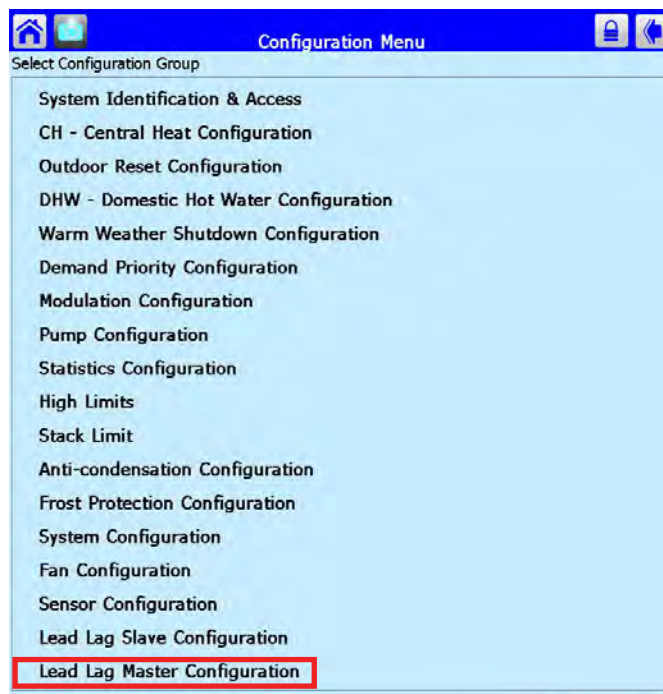 Configuration Menu
Select Configuration Group
System Identification & Access
CH - Central Heat Configuration
Outdoor Reset Configuration
DHW - Domestic Hot Water Configuration
Warm Weather Shutdown Configuration
Demand Priority Configuration
Modulation Configuration
Pump Configuration
Statistics Configuration
High Limits
Stack Limit
Anti-condensation Configuration
Frost Protection Configuration
System Configuration
Fan Configuration
Sensor Configuration
Lead Lag Slave Configuration
Lead Lag Master Configuration